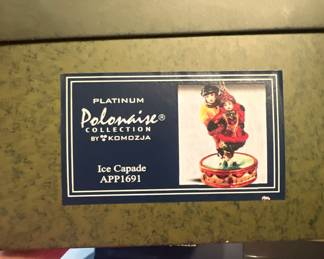 PLATINUM
Polonaise®
COLLECTION
BY KOMOZJA
Ice Capade
APP1691